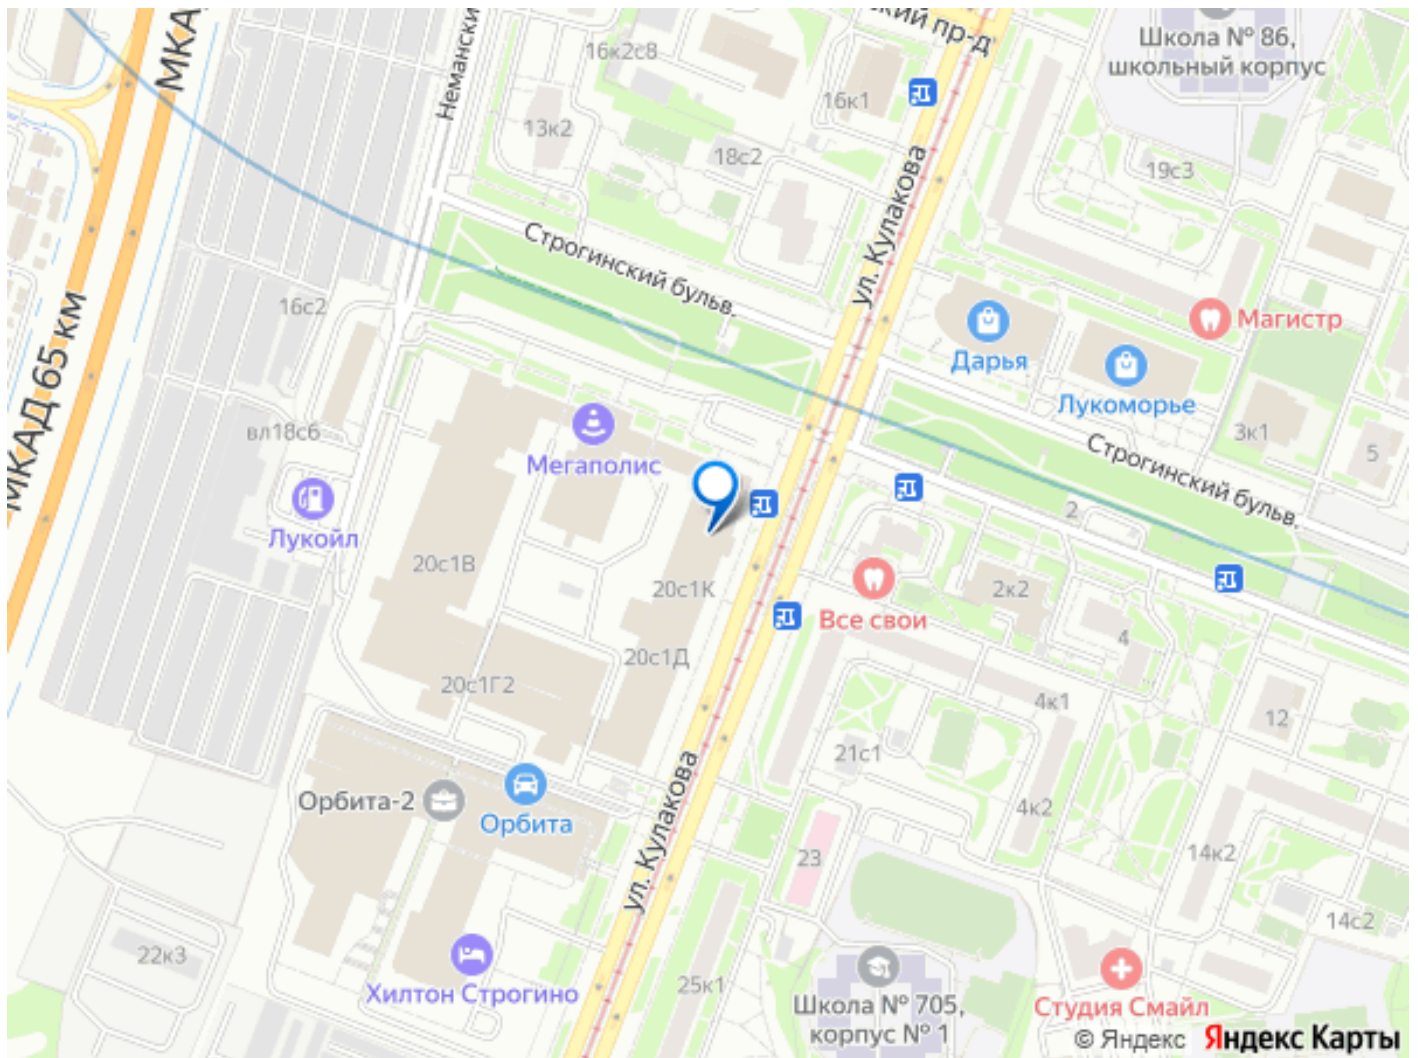 МКА
Немански
16к2с8
ский пр-д
Школа № 86,
школьный корпус
16к1
13к2
18с2
19с3
ул. Кулакова
Строгинский бульв.
16с2
МКАД 65 км
Магистр
Дарья
Лукоморье
вл18с6
Мегаполис
3к1
5
Строгинский бульв.
Лукойл
2
20с1В
20с1К
2к2
Все свои
4
20с1Д
20с1Г2
4к1
12
21с1
Орбита-2
Орбита
4к2
ул. Кулакова
23
14к2
14с2
22к3
Хилтон Строгино
25к1
Школа № 705,
корпус № 1
Студия Смайл
© Яндекс Яндекс Карты